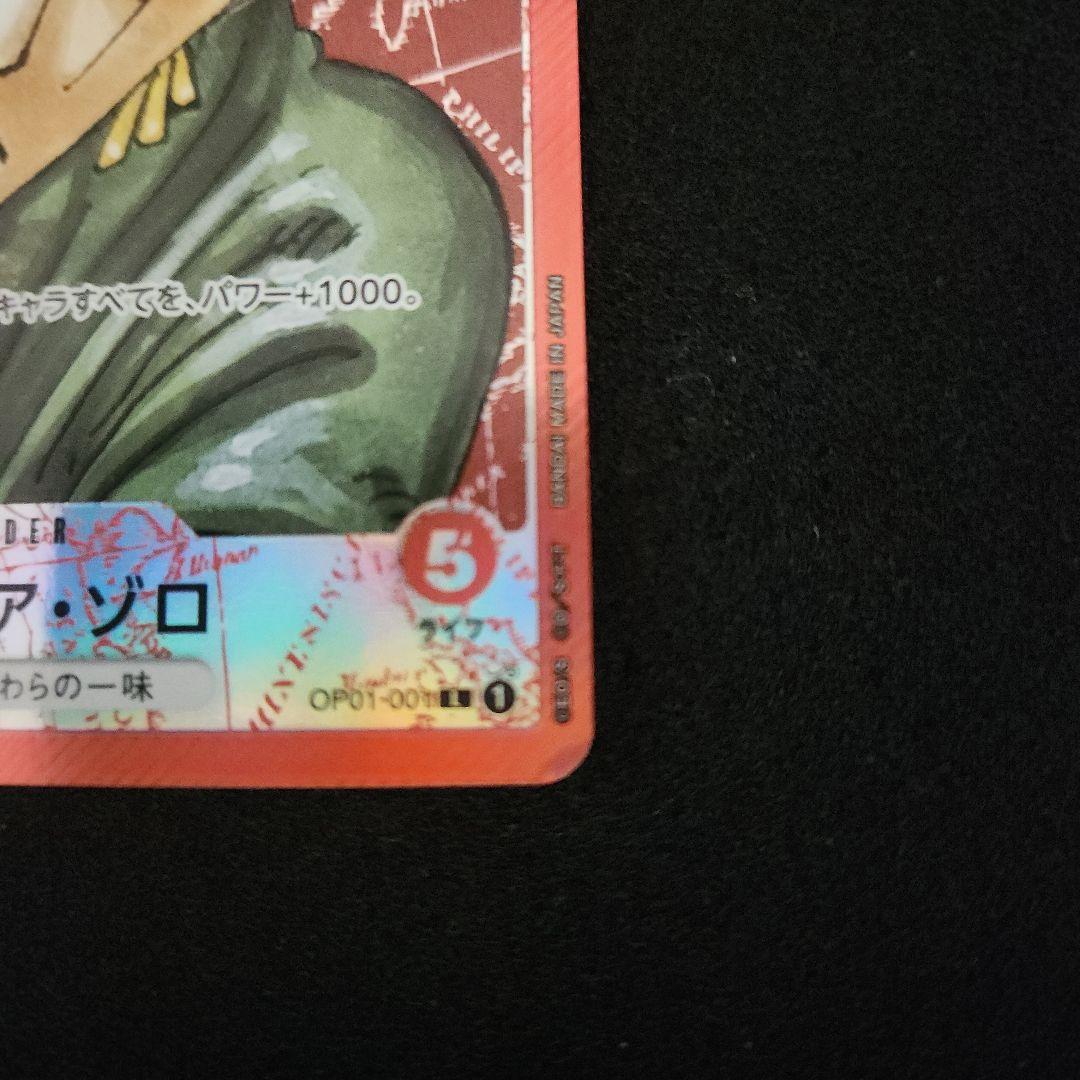 PHILIP
キャラすべてを、パワー+1000。
BANDAI MADE IN JAPAN
DER
5
ア・ゾロ
ライフ
わらの一味
OP01-001 L 1